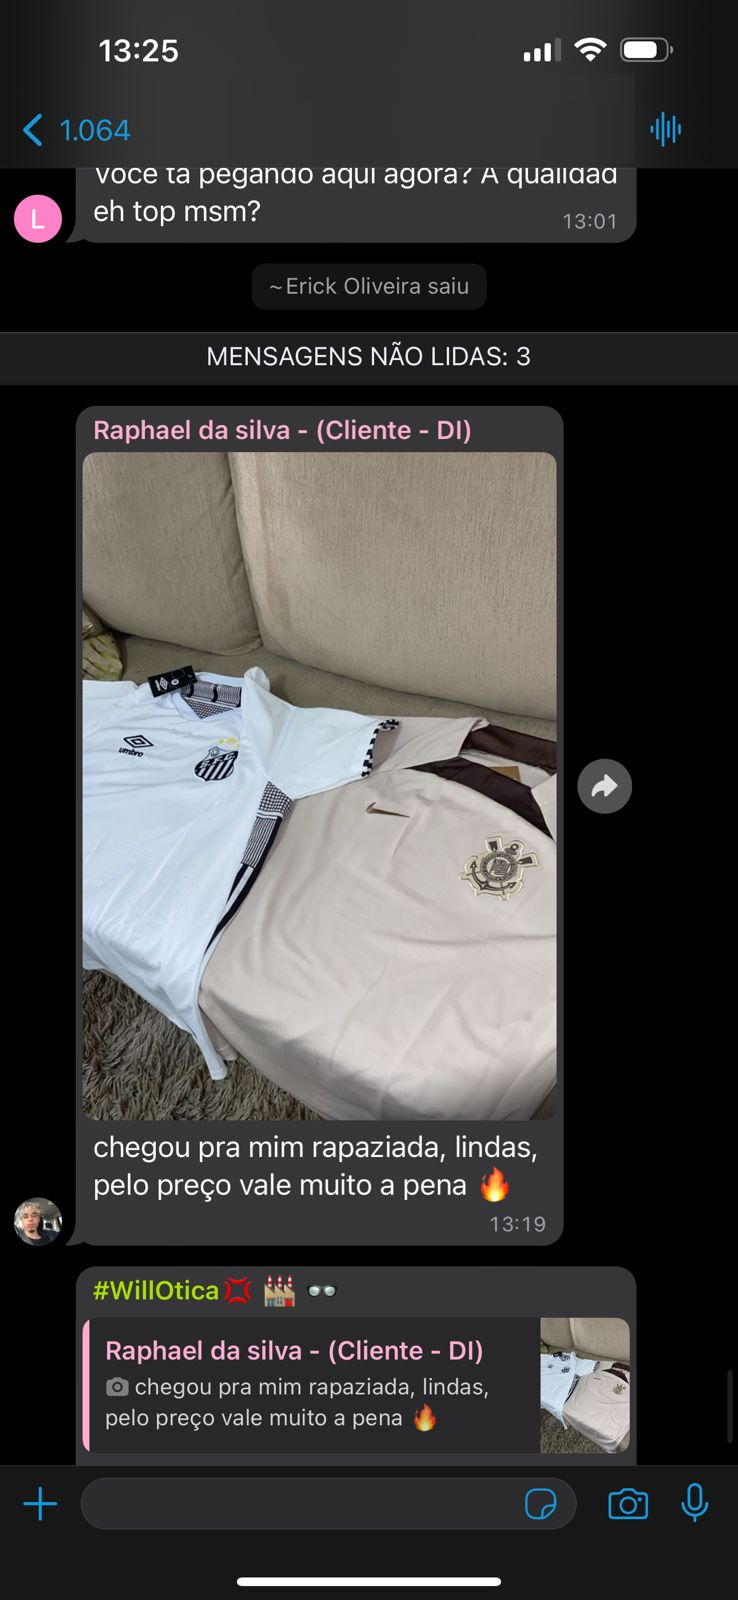 13:25
1.064
Você ta pegando aqui agora? A qualidad
eh top msm?
13:01
L
~Erick Oliveira saiu
MENSAGENS NÃO LIDAS: 3
Raphael da silva - (Cliente - DI)
umbro
chegou pra mim rapaziada, lindas,
pelo preço vale muito a pena 🔥
13:19
#WillOtica💢 🏭 👓
Raphael da silva - (Cliente - DI)
📷 chegou pra mim rapaziada, lindas,
pelo preço vale muito a pena 🔥